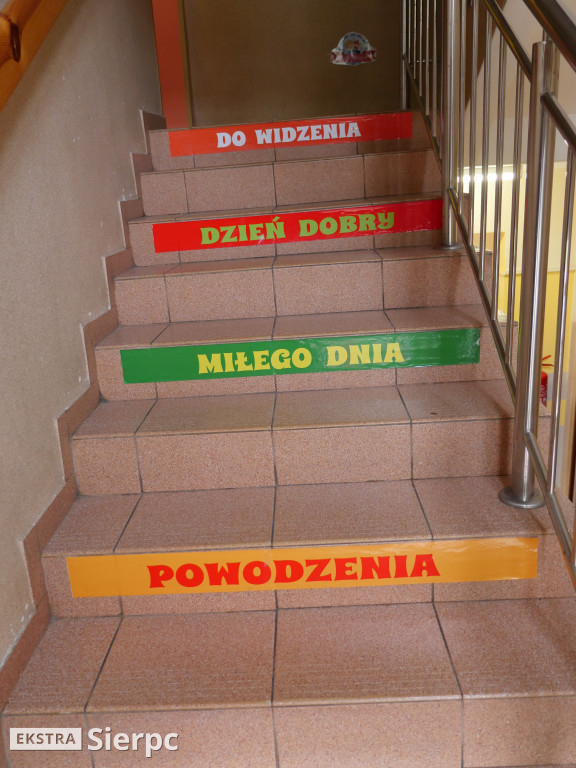 DO WIDZENIA
DZIEŃ DOBRY
MIŁEGO DNIA
POWODZENIA
EKSTRA Sierpc